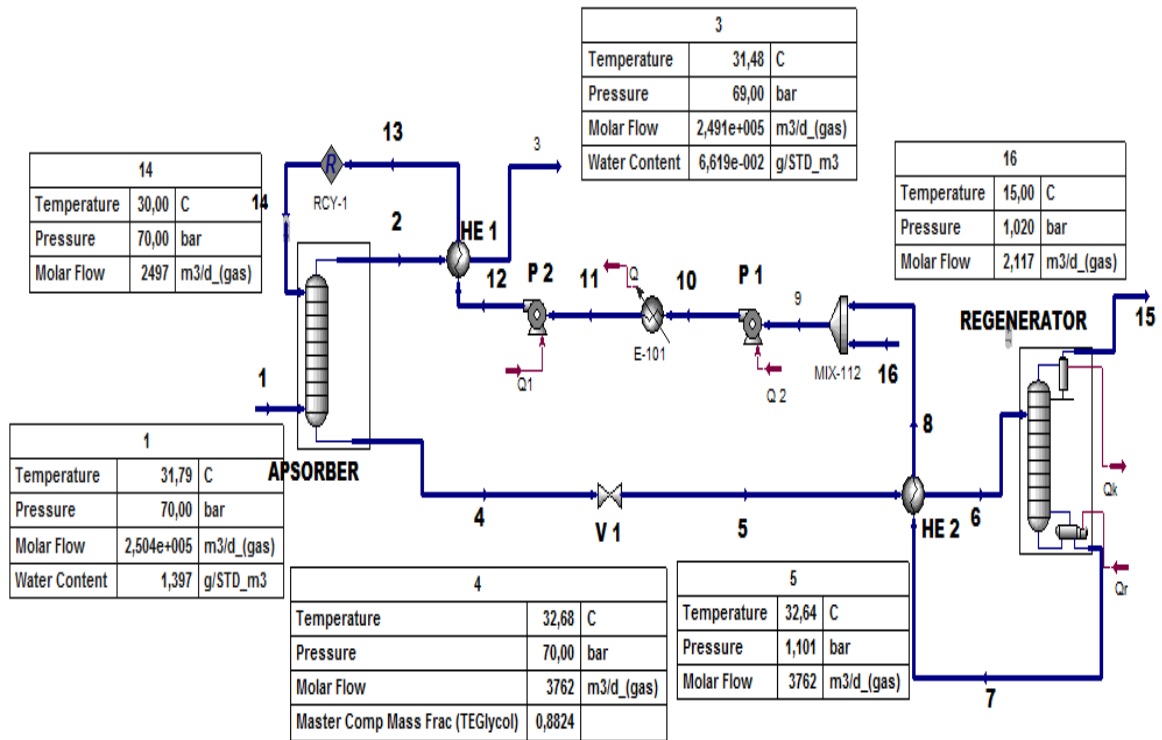 3
Temperature 31,48 C
Pressure 69,00 bar
Molar Flow 2,491e+005 m3/d_(gas)
Water Content 6,619e-002 g/STD_m3
13
3
14
Temperature 30,00 C
Pressure 70,00 bar
Molar Flow 2497 m3/d_(gas)
16
Temperature 15,00 C
Pressure 1,020 bar
Molar Flow 2,117 m3/d_(gas)
R
RCY-1
14
2
HE 1
12
P 2
11
Q
10
P 1
9
E-101
MIX-112
16
Q1
Q 2
REGENERATOR
15
1
8
6
Qk
Qr
APSORBER
1
Temperature 31,79 C
Pressure 70,00 bar
Molar Flow 2,504e+005 m3/d_(gas)
Water Content 1,397 g/STD_m3
4
V 1
5
HE 2
7
4
Temperature 32,68 C
Pressure 70,00 bar
Molar Flow 3762 m3/d_(gas)
Master Comp Mass Frac (TEGlycol) 0,8824
5
Temperature 32,64 C
Pressure 1,101 bar
Molar Flow 3762 m3/d_(gas)